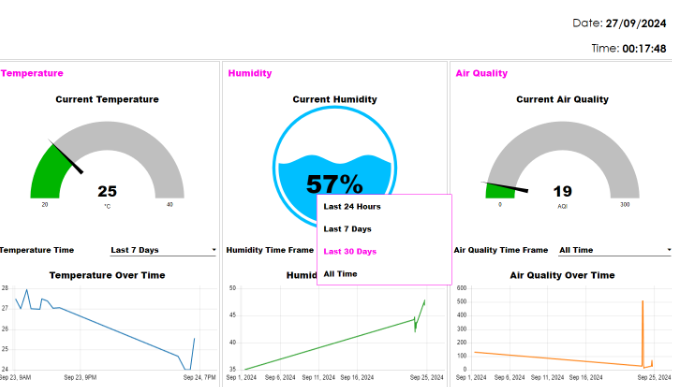 Date: 27/09/2024
Time: 00:17:48
Temperature
Humidity
Air Quality
Current Temperature
Current Humidity
Current Air Quality
25
°C
20
40
57%
19
AQI
0
300
Last 24 Hours
Last 7 Days
Last 30 Days
All Time
Temperature Time
Last 7 Days
Humidity Time Frame
Air Quality Time Frame
All Time
Temperature Over Time
Humid
Air Quality Over Time
28
27
26
25
24
Sep 23, 9AM
Sep 23, 9PM
Sep 24, 7PM
50
45
40
35
Sep 1, 2024
Sep 6, 2024
Sep 11, 2024
Sep 16, 2024
Sep 25, 2024
600
500
400
300
200
100
0
Sep 1, 2024
Sep 6, 2024
Sep 11, 2024
Sep 16, 2024
Sep 25, 2024